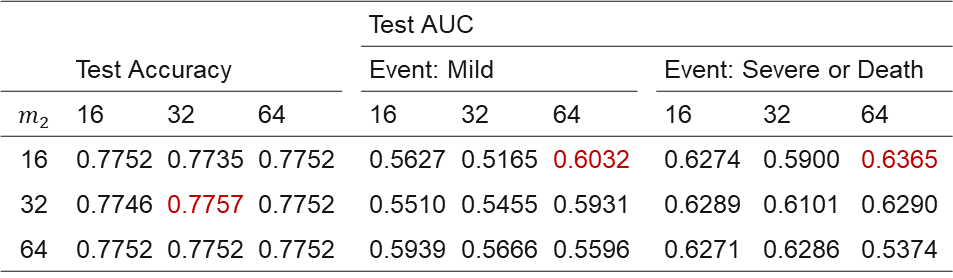 Test AUC
Test Accuracy Event: Mild Event: Severe or Death
m₂ 16 32 64 16 32 64 16 32 64
16 0.7752 0.7735 0.7752 0.5627 0.5165 0.6032 0.6274 0.5900 0.6365
32 0.7746 0.7757 0.7752 0.5510 0.5455 0.5931 0.6289 0.6101 0.6290
64 0.7752 0.7752 0.7752 0.5939 0.5666 0.5596 0.6271 0.6286 0.5374